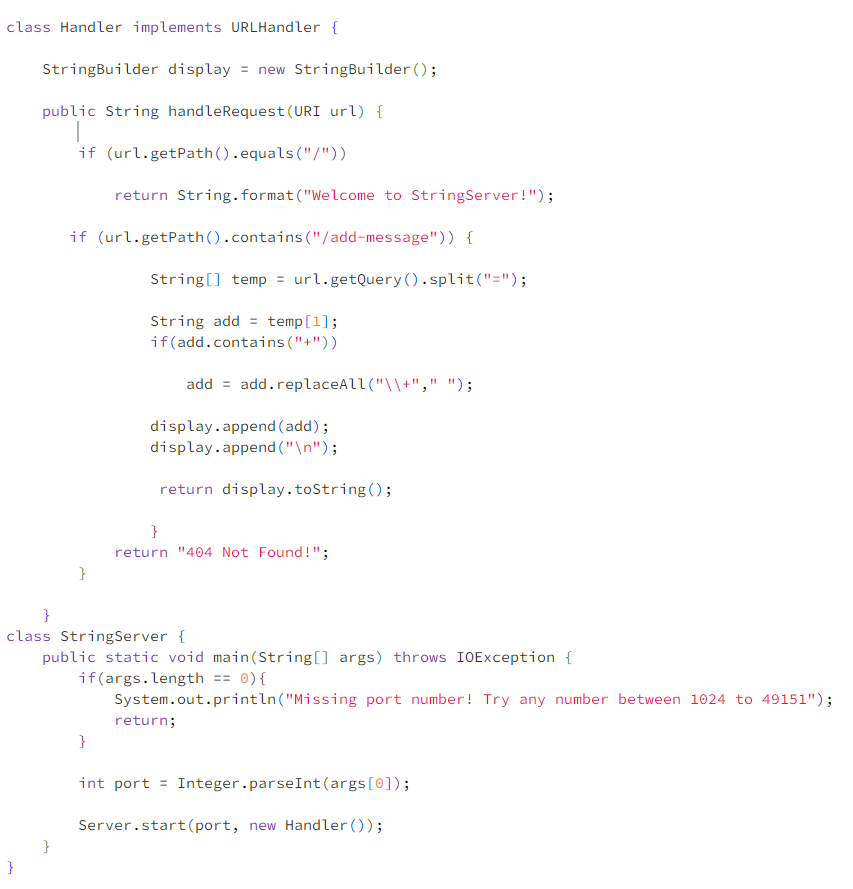 class Handler implements URLHandler {
StringBuilder display = new StringBuilder();
public String handleRequest(URI url) {
if (url.getPath().equals("/"))
return String.format("Welcome to StringServer!");
if (url.getPath().contains("/add-message")) {
String[] temp = url.getQuery().split("=");
String add = temp[1];
if(add.contains("+"))
add = add.replaceAll("\\+"," ");
display.append(add);
display.append("\n");
return display.toString();
}
return "404 Not Found!";
}
}
class StringServer {
public static void main(String[] args) throws IOException {
if(args.length == 0){
System.out.println("Missing port number! Try any number between 1024 to 49151");
return;
}
int port = Integer.parseInt(args[0]);
Server.start(port, new Handler());
}
}